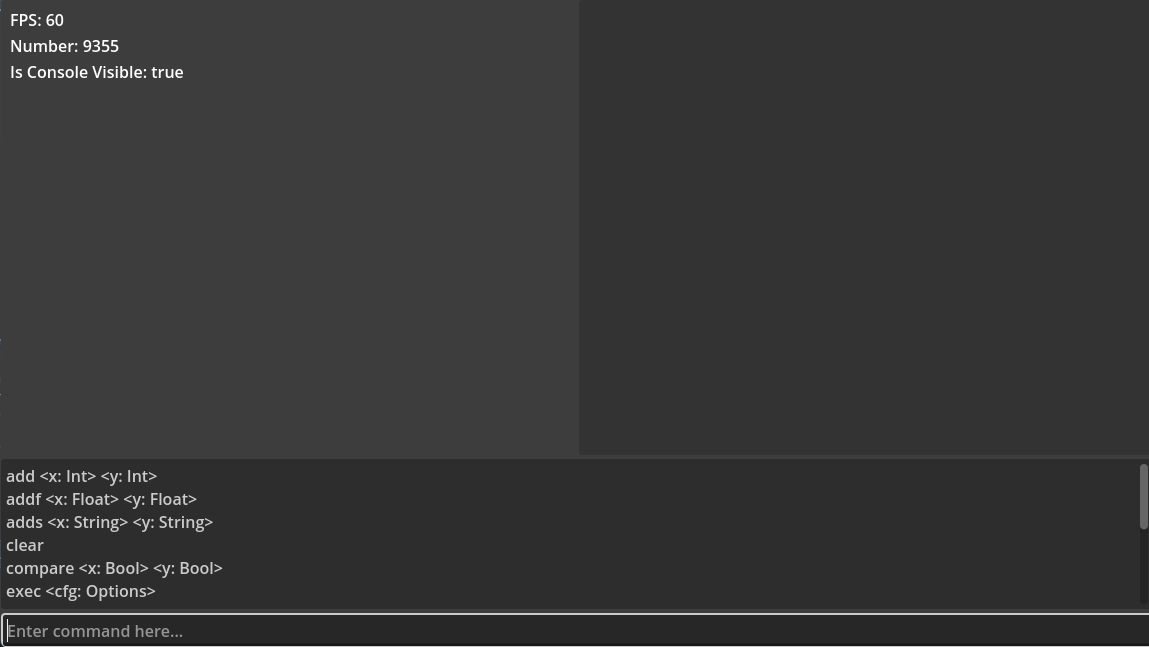 FPS: 60
Number: 9355
Is Console Visible: true
add <x: Int> <y: Int>
addf <x: Float> <y: Float>
adds <x: String> <y: String>
clear
compare <x: Bool> <y: Bool>
exec <cfg: Options>
Enter command here...